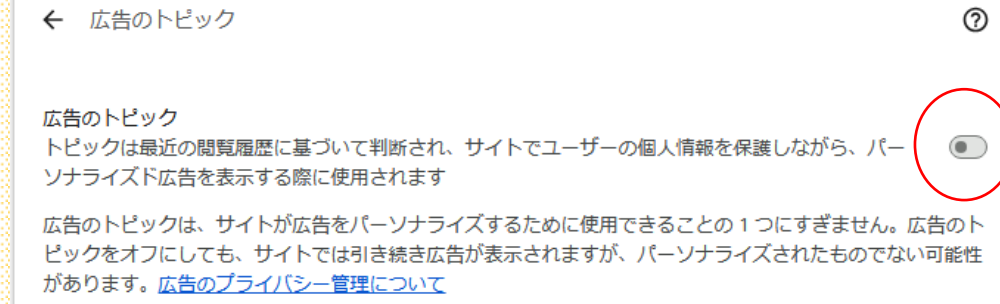 広告のトピック
広告のトピック
トピックは最近の閲覧履歴に基づいて判断され、サイトでユーザーの個人情報を保護しながら、パー
ソナライズド広告を表示する際に使用されます
広告のトピックは、サイトが広告をパーソナライズするために使用できることの 1 つにすぎません。広告のト
ピックをオフにしても、サイトでは引き続き広告が表示されますが、パーソナライズされたものでない可能性
があります。広告のプライバシー管理について